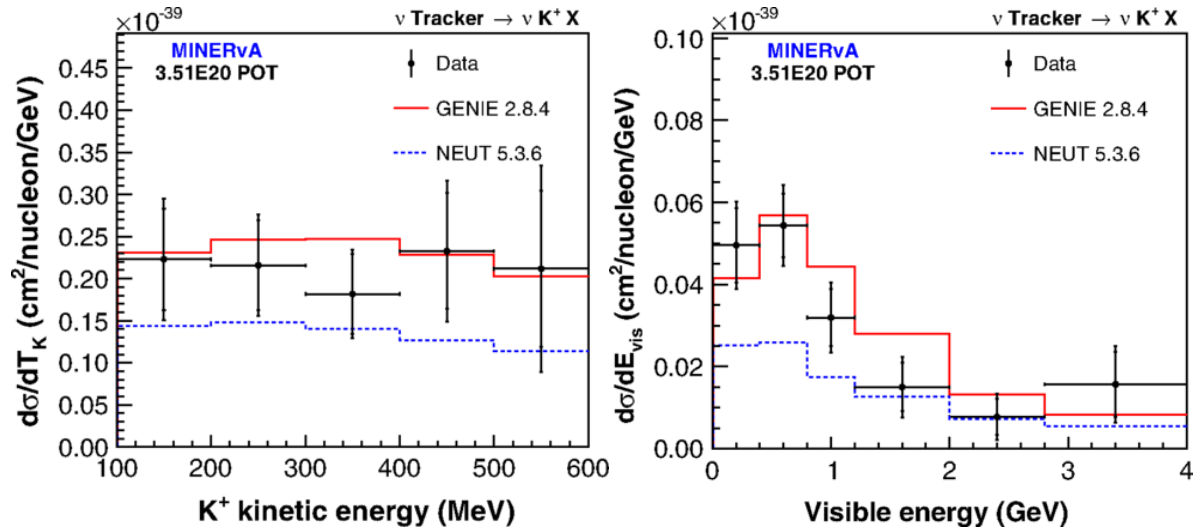 ×10⁻³⁹
ν Tracker → ν K⁺ X
MINERvA
3.51E20 POT
Data
GENIE 2.8.4
NEUT 5.3.6
0.45
0.40
0.35
0.30
0.25
0.20
0.15
0.10
0.05
0.00
100 200 300 400 500 600
dσ/dT_K (cm²/nucleon/GeV)
K⁺ kinetic energy (MeV)
×10⁻³⁹
ν Tracker → ν K⁺ X
MINERvA
3.51E20 POT
Data
GENIE 2.8.4
NEUT 5.3.6
0.10
0.08
0.06
0.04
0.02
0.00
0 1 2 3 4
dσ/dE_vis (cm²/nucleon/GeV)
Visible energy (GeV)